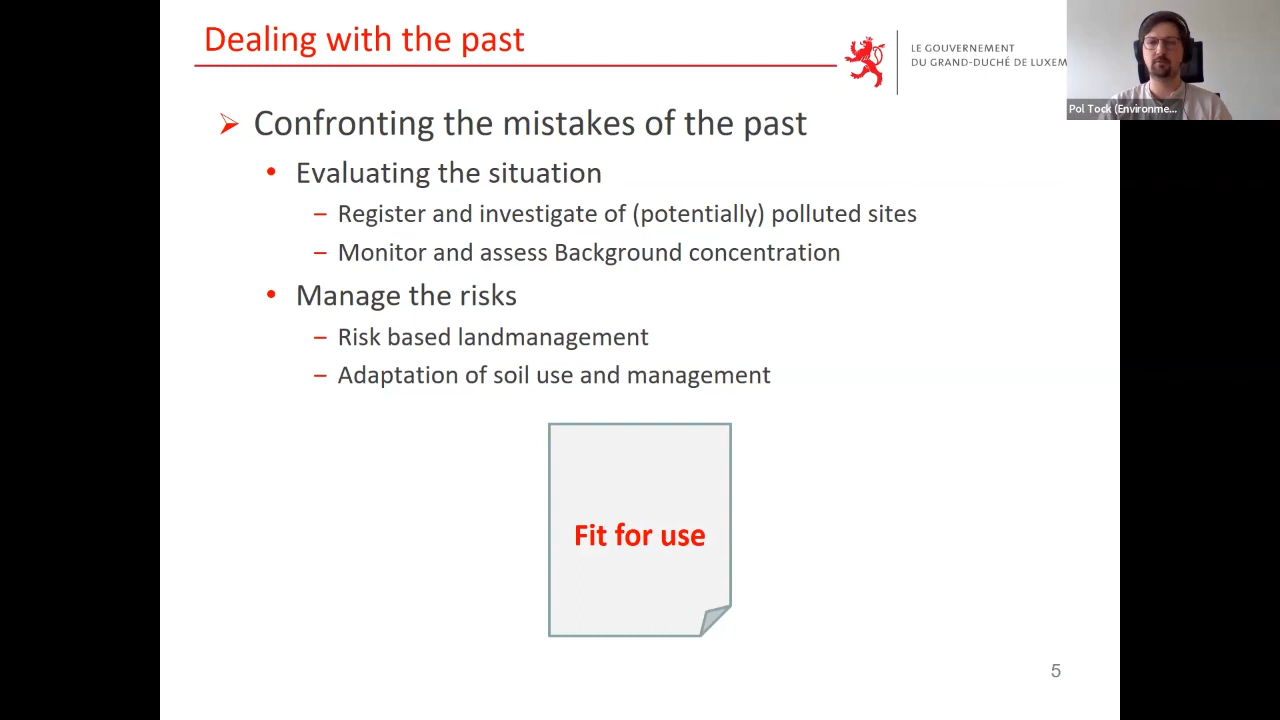 Dealing with the past
LE GOUVERNEMENT
DU GRAND-DUCHÉ DE LUXEM
Pol Tock (Environme...
➢ Confronting the mistakes of the past
• Evaluating the situation
– Register and investigate of (potentially) polluted sites
– Monitor and assess Background concentration
• Manage the risks
– Risk based landmanagement
– Adaptation of soil use and management
Fit for use
5